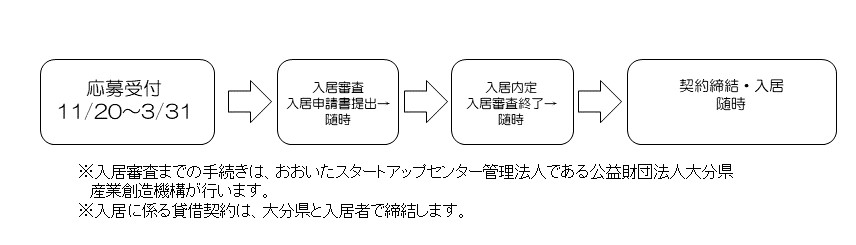 応募受付
11/20～3/31
入居審査
入居申請書提出→
随時
入居内定
入居審査終了→
随時
契約締結・入居
随時
※入居審査までの手続きは、おおいたスタートアップセンター管理法人である公益財団法人大分県
産業創造機構が行います。
※入居に係る貸借契約は、大分県と入居者で締結します。